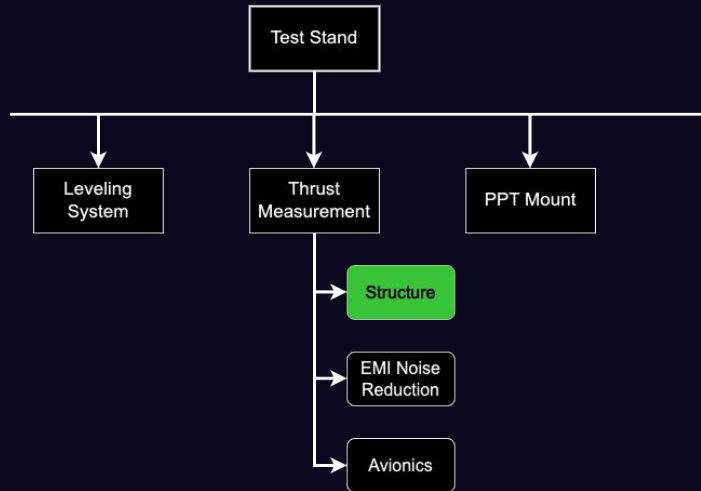 Test Stand
Leveling
System
Thrust
Measurement
PPT Mount
Structure
EMI Noise
Reduction
Avionics